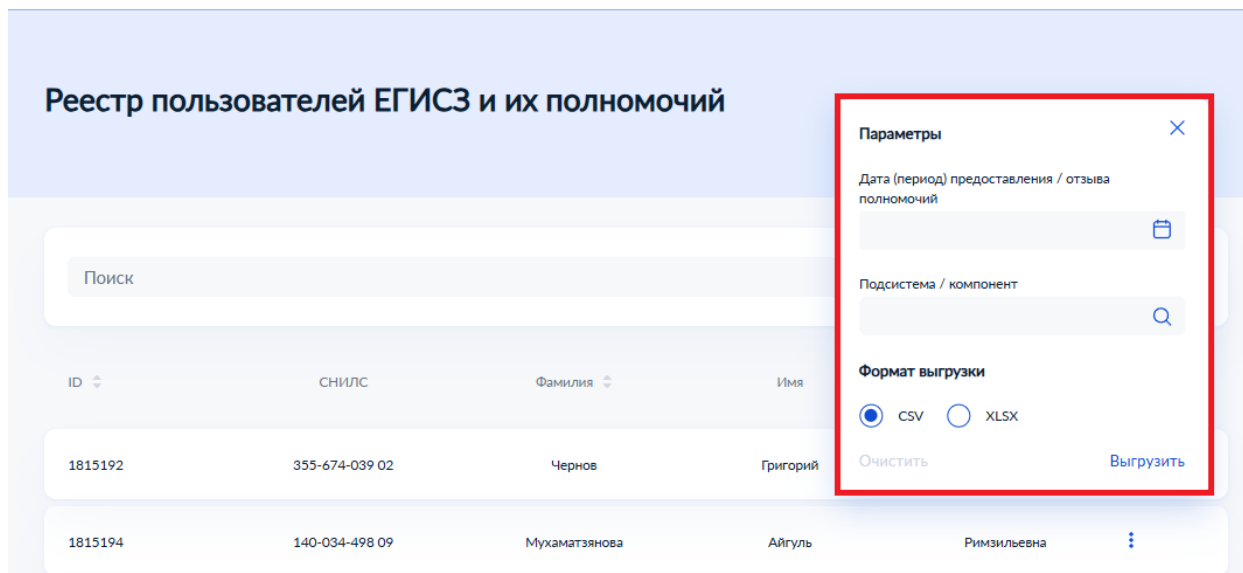 Реестр пользователей ЕГИСЗ и их полномочий
Параметры
Дата (период) предоставления / отзыва
полномочий
Поиск
Подсистема / компонент
Формат выгрузки
CSV XLSX
Очистить Выгрузить
ID СНИЛС Фамилия Имя
1815192 355-674-039 02 Чернов Григорий
1815194 140-034-498 09 Мухаматзянова Айгуль Римзильевна